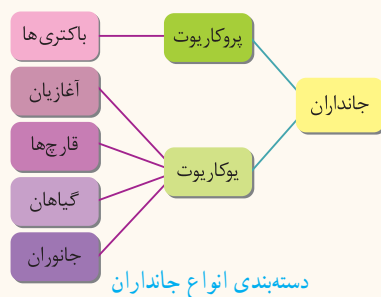 جانداران
پروکاریوت
باکتری‌ها
یوکاریوت
آغازیان
قارچ‌ها
گیاهان
جانوران
دسته‌بندی انواع جانداران